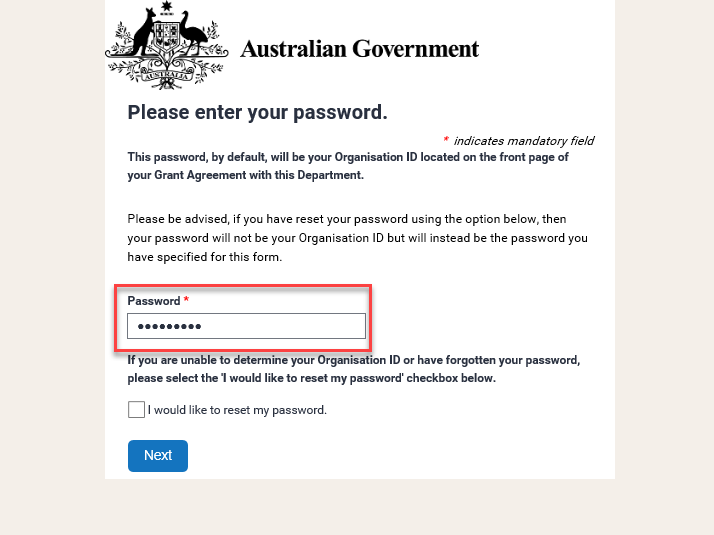 AUSTRALIA
Australian Government
Please enter your password.
* indicates mandatory field
This password, by default, will be your Organisation ID located on the front page of
your Grant Agreement with this Department.
Please be advised, if you have reset your password using the option below, then
your password will not be your Organisation ID but will instead be the password you
have specified for this form.
Password *
•••••••••
If you are unable to determine your Organisation ID or have forgotten your password,
please select the 'I would like to reset my password' checkbox below.
I would like to reset my password.
Next